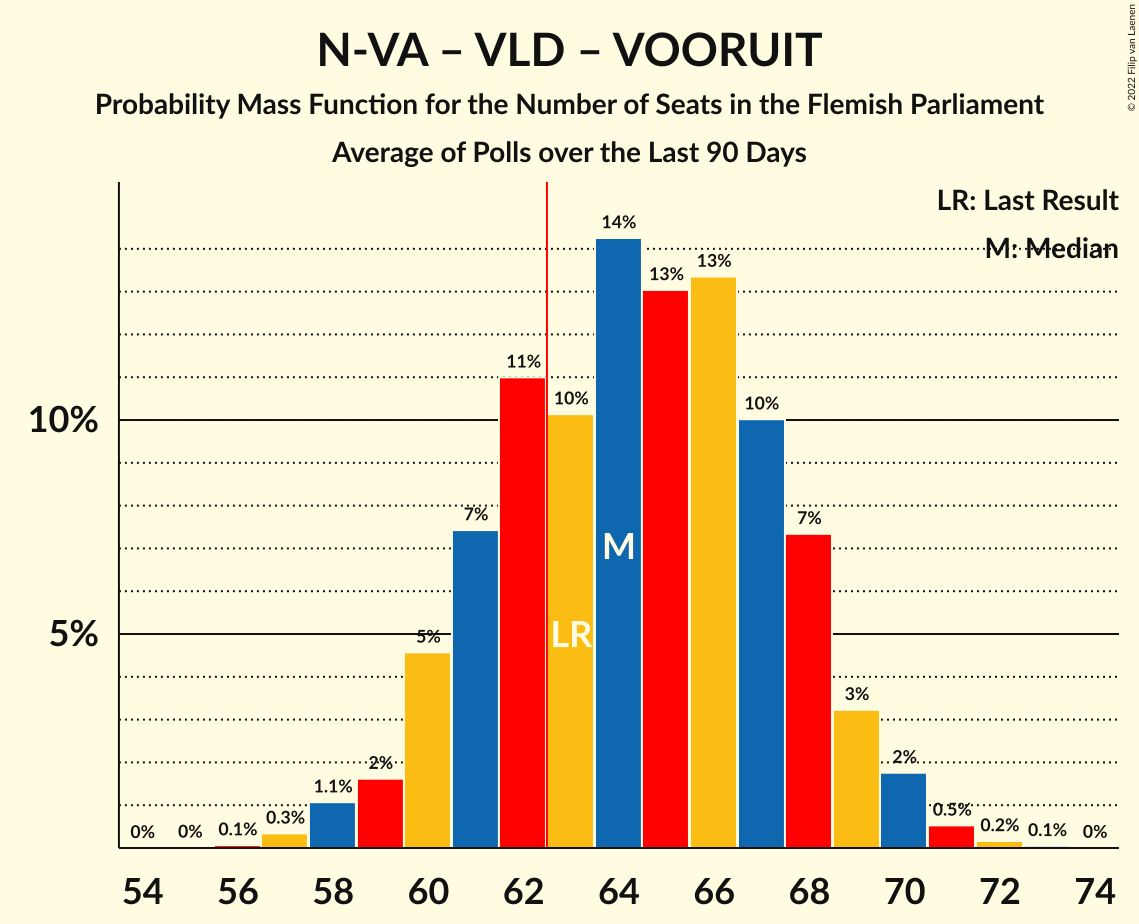 © 2022 Filip van Laenen
N-VA – VLD – VOORUIT
Probability Mass Function for the Number of Seats in the Flemish Parliament
Average of Polls over the Last 90 Days
LR: Last Result
M: Median
10%
5%
0% 0% 0.1% 0.3% 1.1% 2% 5% 7% 11% 10% 14% 13% 13% 10% 7% 3% 2% 0.5% 0.2% 0.1% 0%
M
LR
54 56 58 60 62 64 66 68 70 72 74